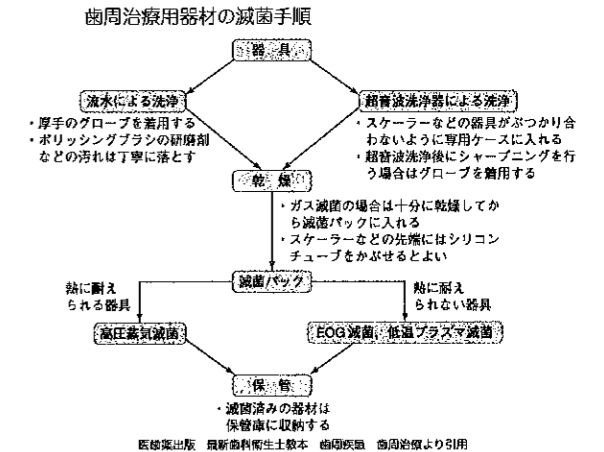 歯周治療用器材の滅菌手順
器 具
流水による洗浄
・厚手のグローブを着用する
・ポリッシングブラシの研磨剤
などの汚れは丁寧に落とす
超音波洗浄器による洗浄
・スケーラーなどの器具がぶつかり合
わないように専用ケースに入れる
・超音波洗浄後にシャープニングを行
う場合はグローブを着用する
乾 燥
・ガス滅菌の場合は十分に乾燥してか
ら滅菌パックに入れる
・スケーラーなどの先端にはシリコン
チューブをかぶせるとよい
滅菌パック
熱に耐え
られる器具
熱に耐え
られない器具
高圧蒸気滅菌
EOG滅菌, 低温プラズマ滅菌
保 管
・滅菌済みの器材は
保管庫に収納する
医歯薬出版 最新歯科衛生士教本 歯周疾患 歯周治療より引用